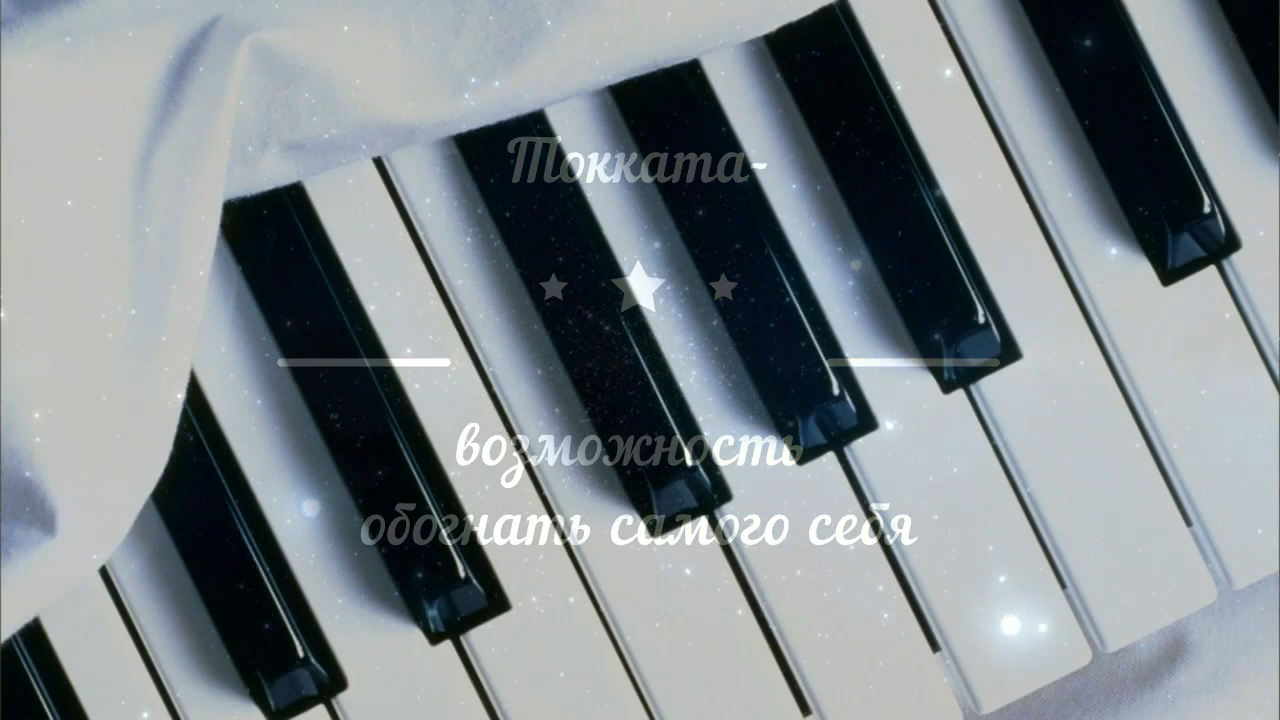 Токката-
возможность
обогнать самого себя